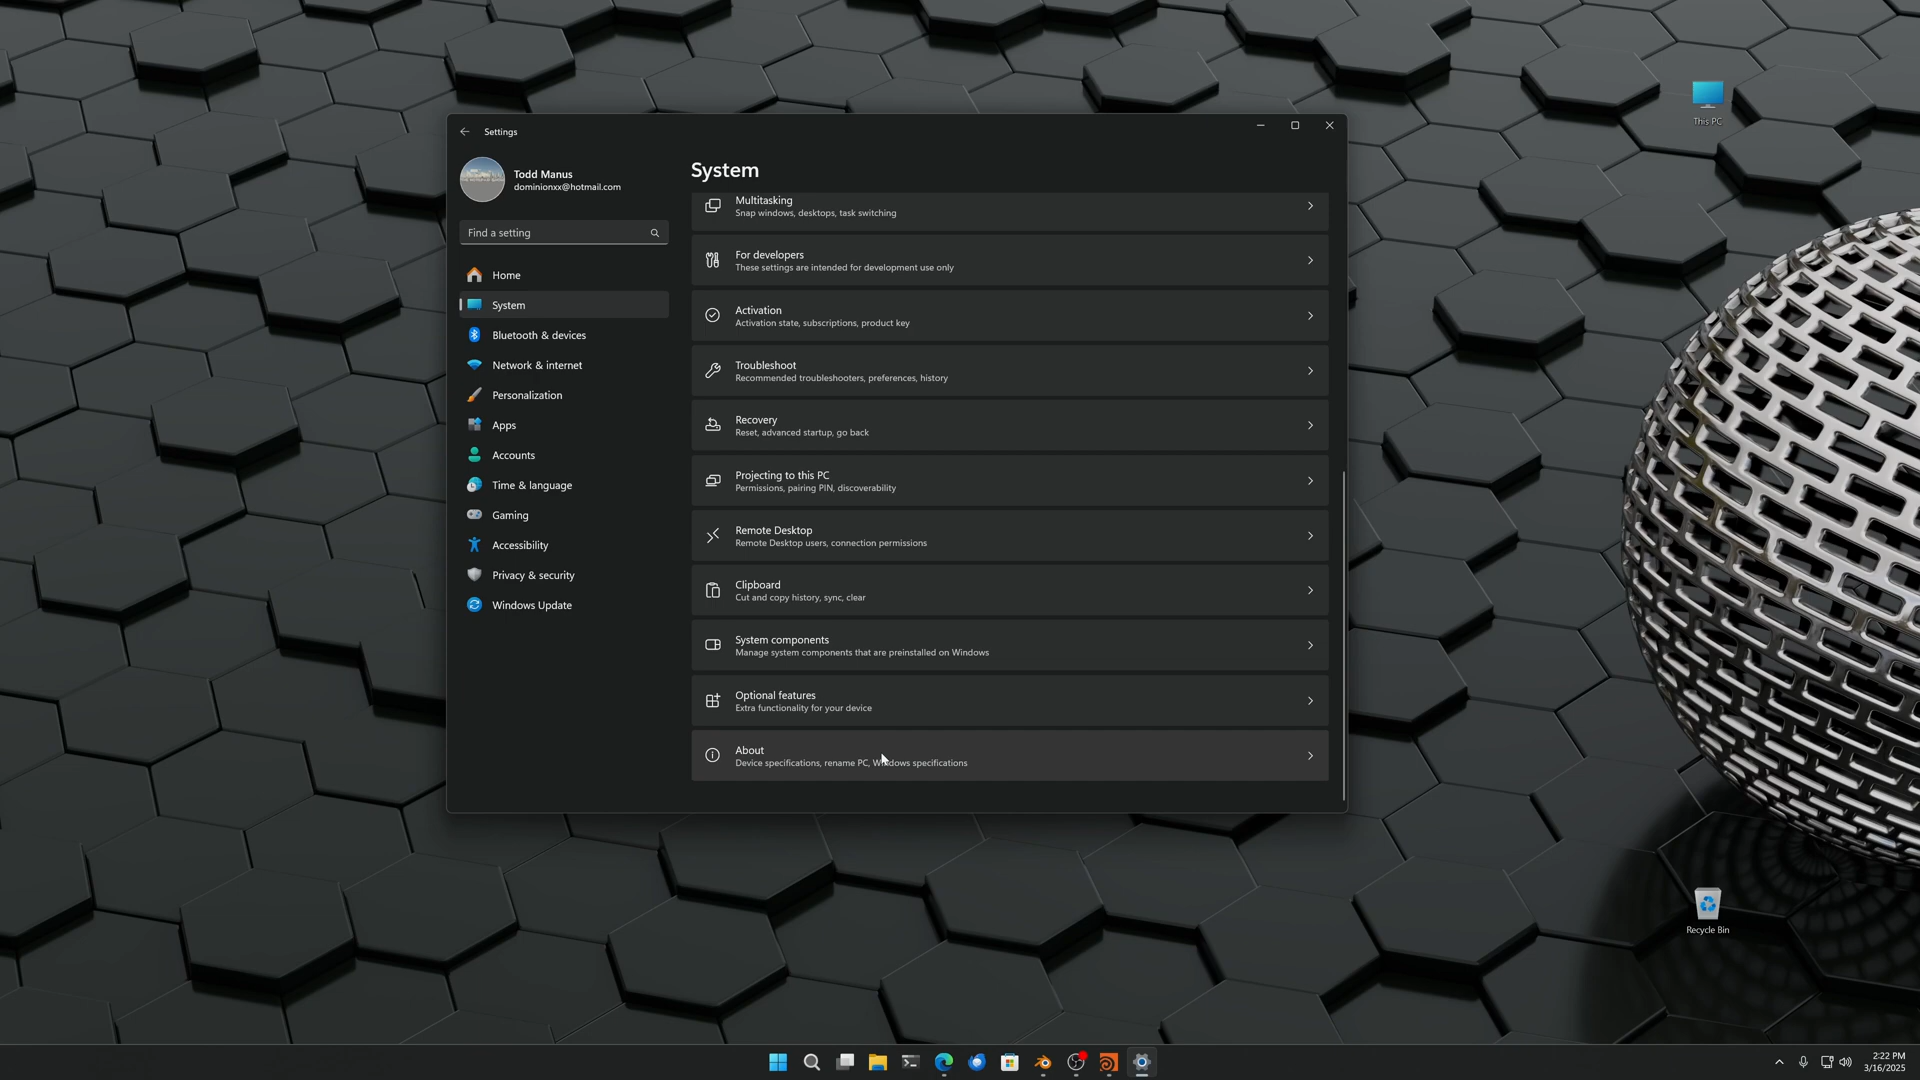 This PC
Settings
Todd Manus
dominionxx@hotmail.com
Find a setting
Home
System
Bluetooth & devices
Network & internet
Personalization
Apps
Accounts
Time & language
Gaming
Accessibility
Privacy & security
Windows Update
System
Multitasking
Snap windows, desktops, task switching
For developers
These settings are intended for development use only
Activation
Activation state, subscriptions, product key
Troubleshoot
Recommended troubleshooters, preferences, history
Recovery
Reset, advanced startup, go back
Projecting to this PC
Permissions, pairing PIN, discoverability
Remote Desktop
Remote Desktop users, connection permissions
Clipboard
Cut and copy history, sync, clear
System components
Manage system components that are preinstalled on Windows
Optional features
Extra functionality for your device
About
Device specifications, rename PC, Windows specifications
Recycle Bin
2:22 PM
3/16/2025